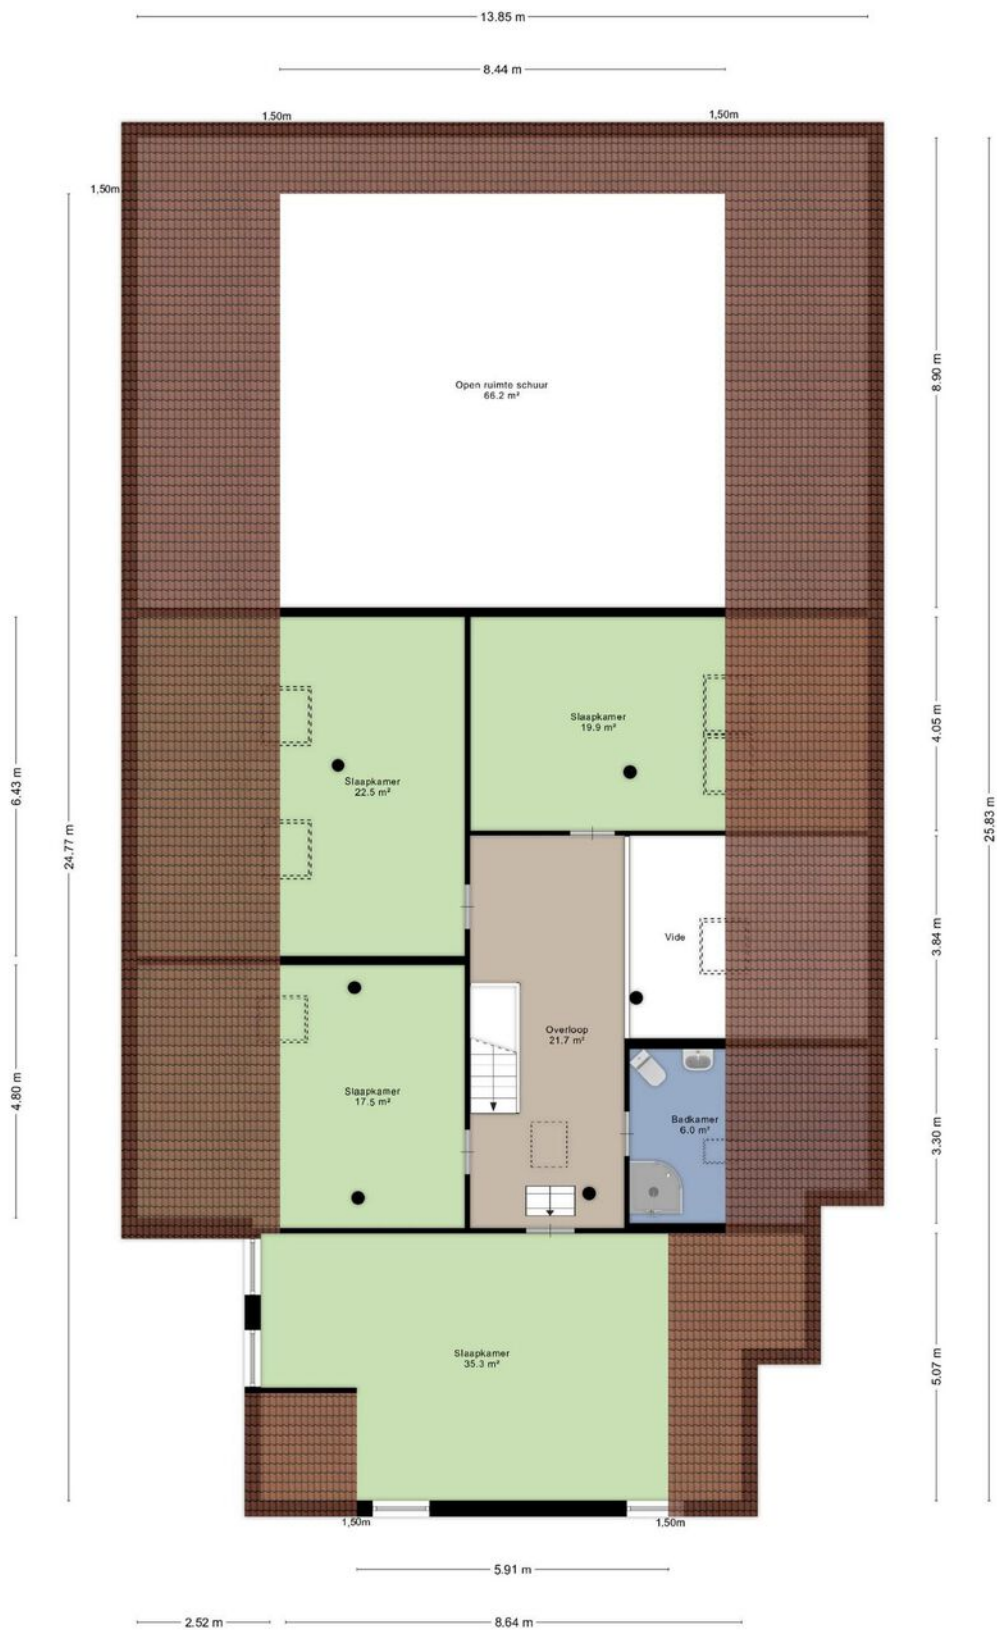 13.85 m
8.44 m
1.50m
1,50m
1,50m
Open ruimte schuur
66.2 m²
8.90 m
Slaapkamer
19.9 m²
4.05 m
Slaapkamer
22.5 m²
6.43 m
24.77 m
25.83 m
Vide
3.84 m
Overloop
21.7 m²
Slaapkamer
17.5 m²
4.80 m
Badkamer
6.0 m²
3.30 m
Slaapkamer
35.3 m²
5.07 m
1,50m
1,50m
5.91 m
2.52 m
8.64 m